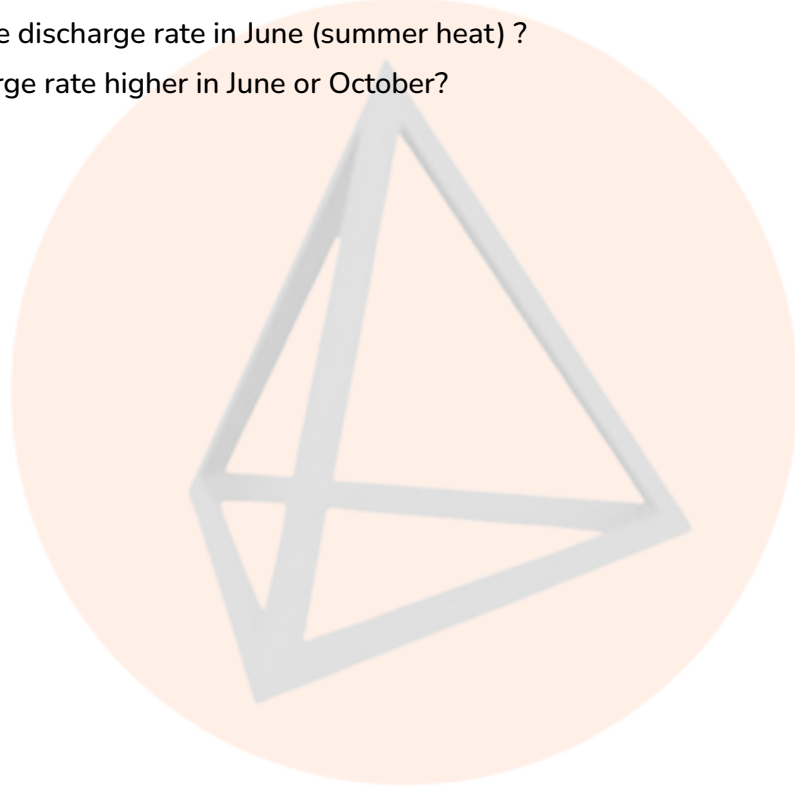 e discharge rate in June (summer heat) ?
rge rate higher in June or October?